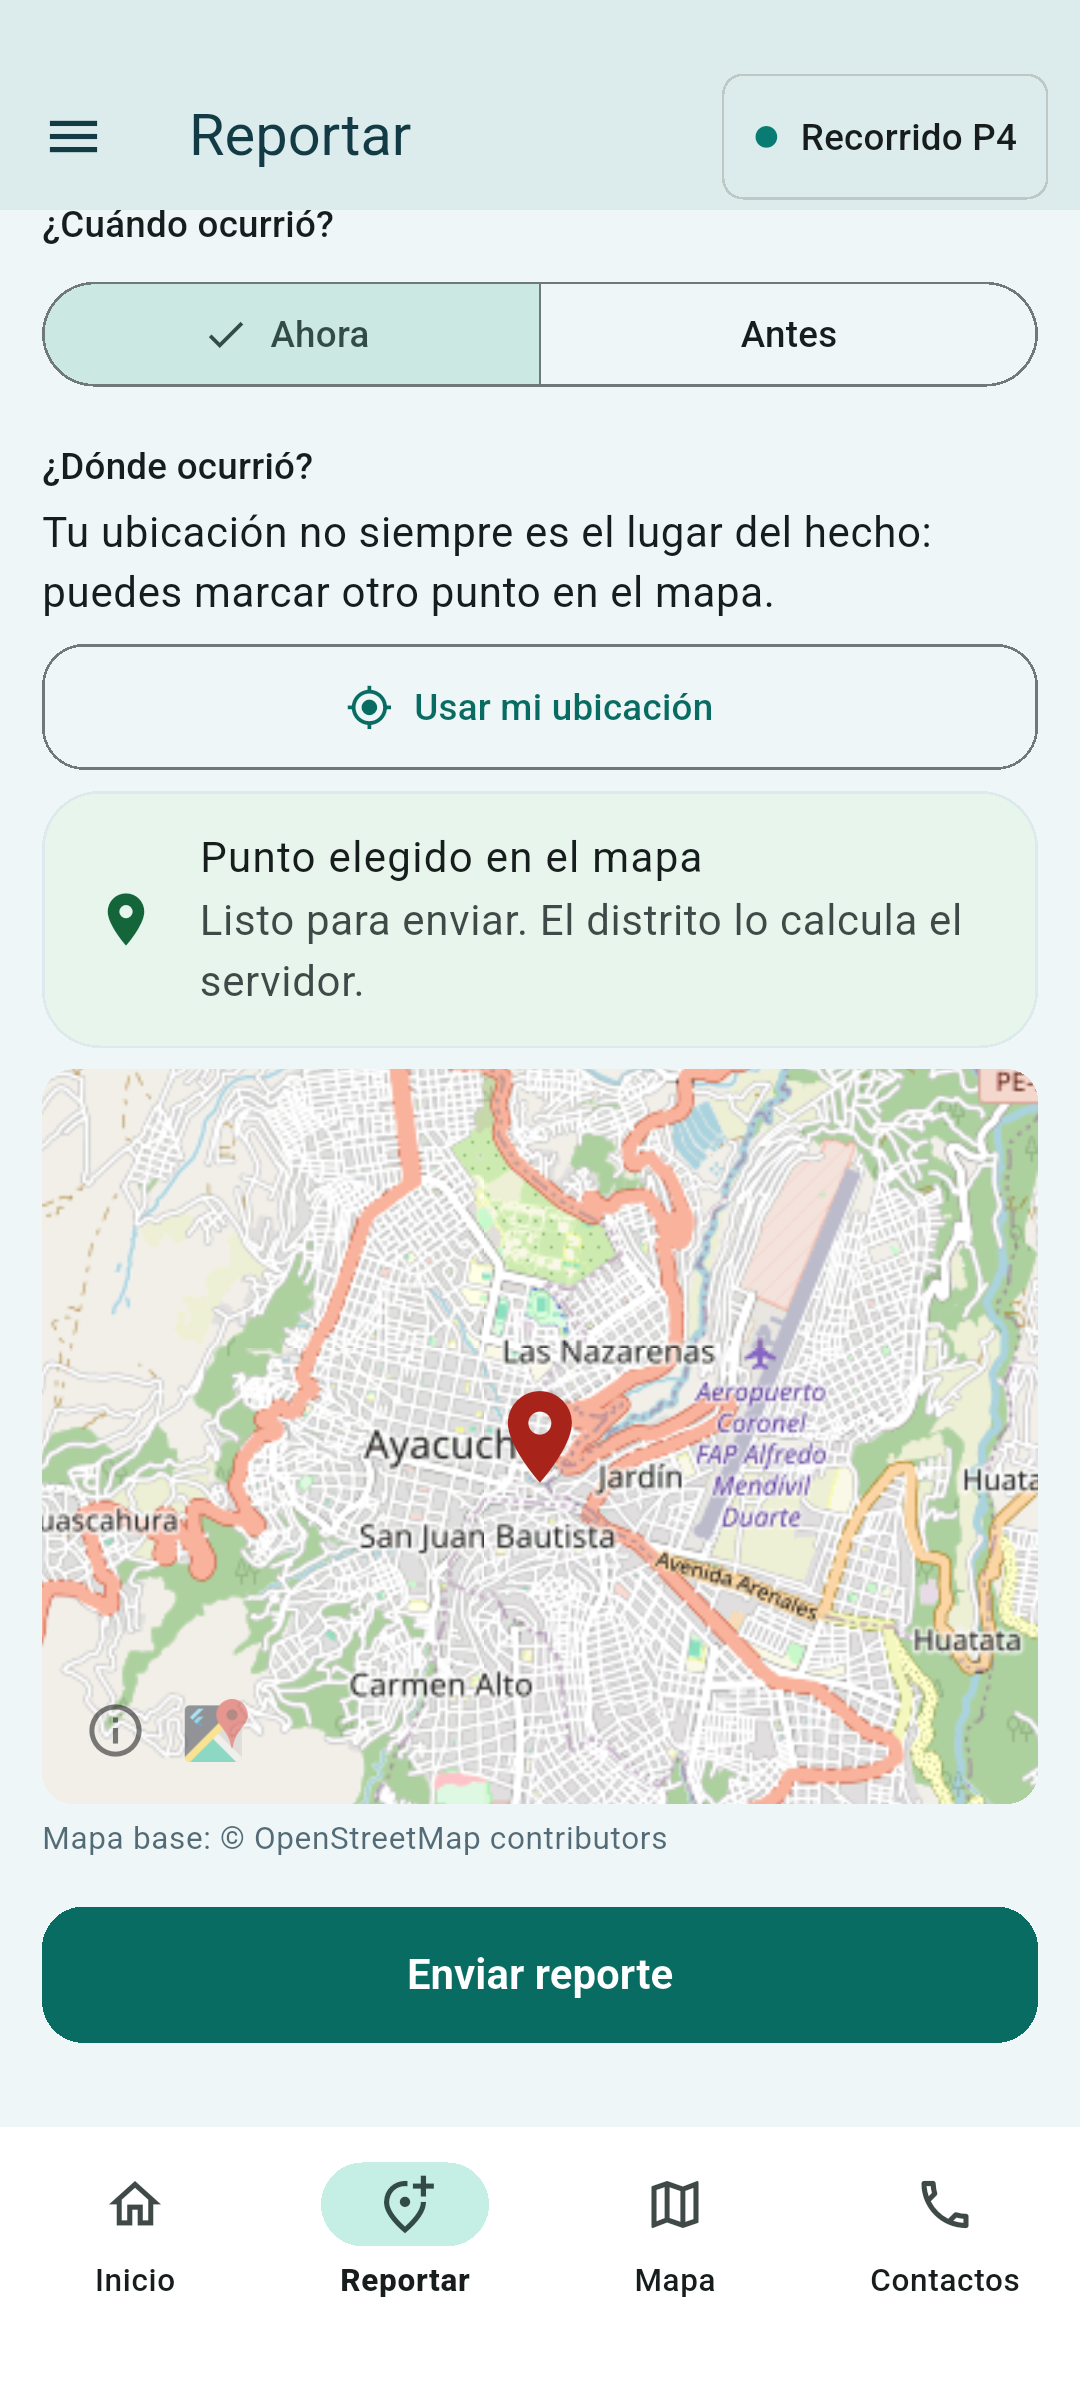 Reportar
Recorrido P4
¿Cuándo ocurrió?
Ahora
Antes
¿Dónde ocurrió?
Tu ubicación no siempre es el lugar del hecho:
puedes marcar otro punto en el mapa.
Usar mi ubicación
Punto elegido en el mapa
Listo para enviar. El distrito lo calcula el
servidor.
PE-
Las Nazarenas
Aeropuerto
Coronel
FAP Alfredo
Mendívil
Duarte
Ayacuch
Jardín
Huata
uascahura
San Juan Bautista
Avenida Arenales
Huatata
Carmen Alto
Mapa base: © OpenStreetMap contributors
Enviar reporte
Inicio
Reportar
Mapa
Contactos